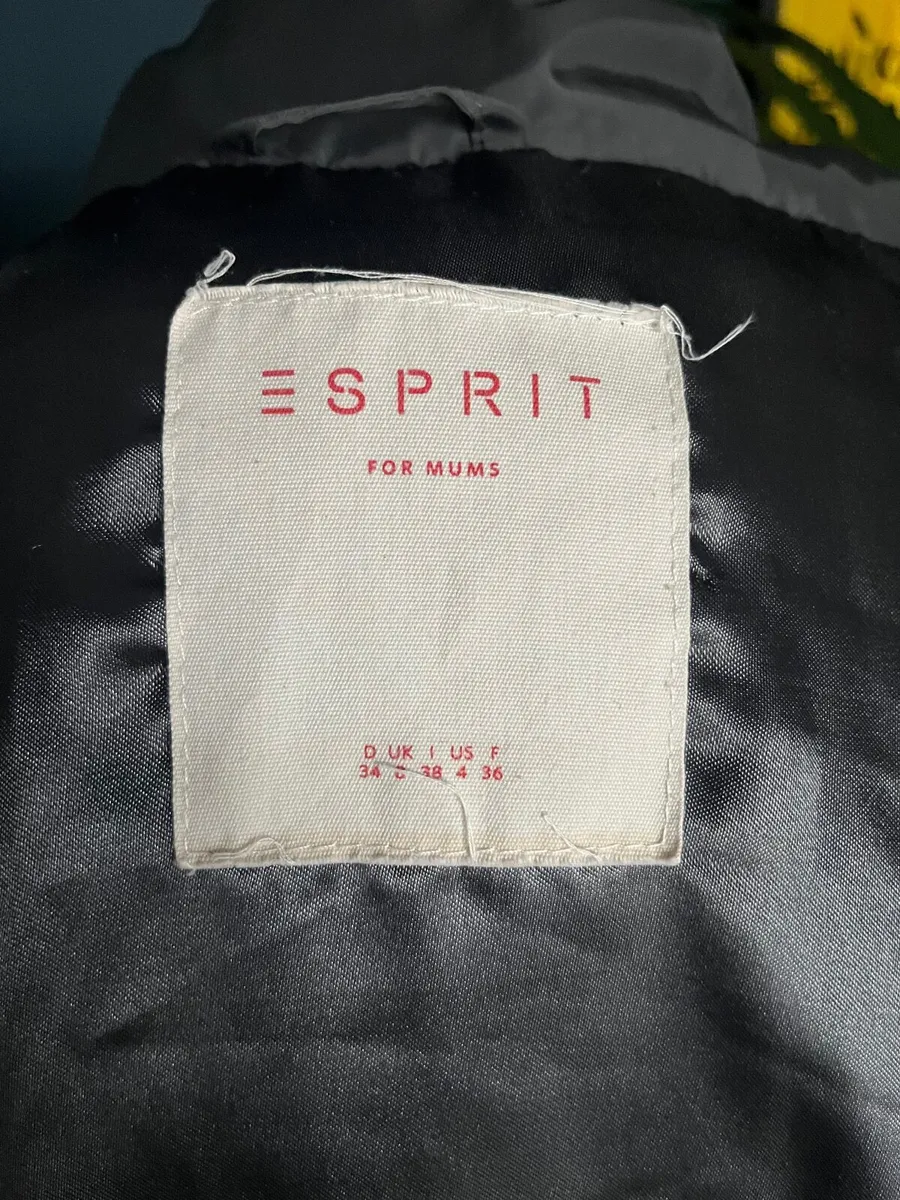 ESPRIT
FOR MUMS
D UK I US F
34 38 4 36